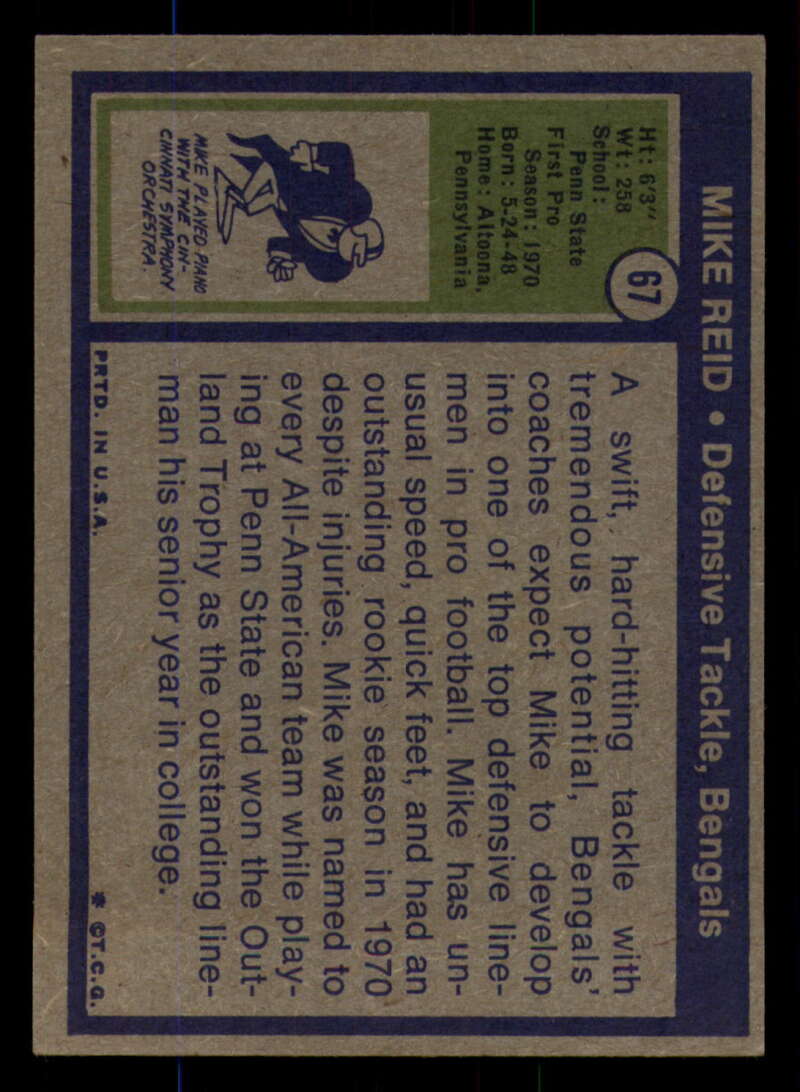 MIKE REID • Defensive Tackle, Bengals
67
Ht: 6'3"
Wt: 258
School:
Penn State
First Pro
Season: 1970
Born: 5-24-48
Home: Altoona,
Pennsylvania
MIKE PLAYED PIANO
WITH THE CIN-
CINNATI SYMPHONY
ORCHESTRA.
A swift, hard-hitting tackle with
tremendous potential, Bengals'
coaches expect Mike to develop
into one of the top defensive line-
men in pro football. Mike has un-
usual speed, quick feet, and had an
outstanding rookie season in 1970
despite injuries. Mike was named to
every All-American team while play-
ing at Penn State and won the Out-
land Trophy as the outstanding line-
man his senior year in college.
PRTD. IN U.S.A.
* ©T.C.G.